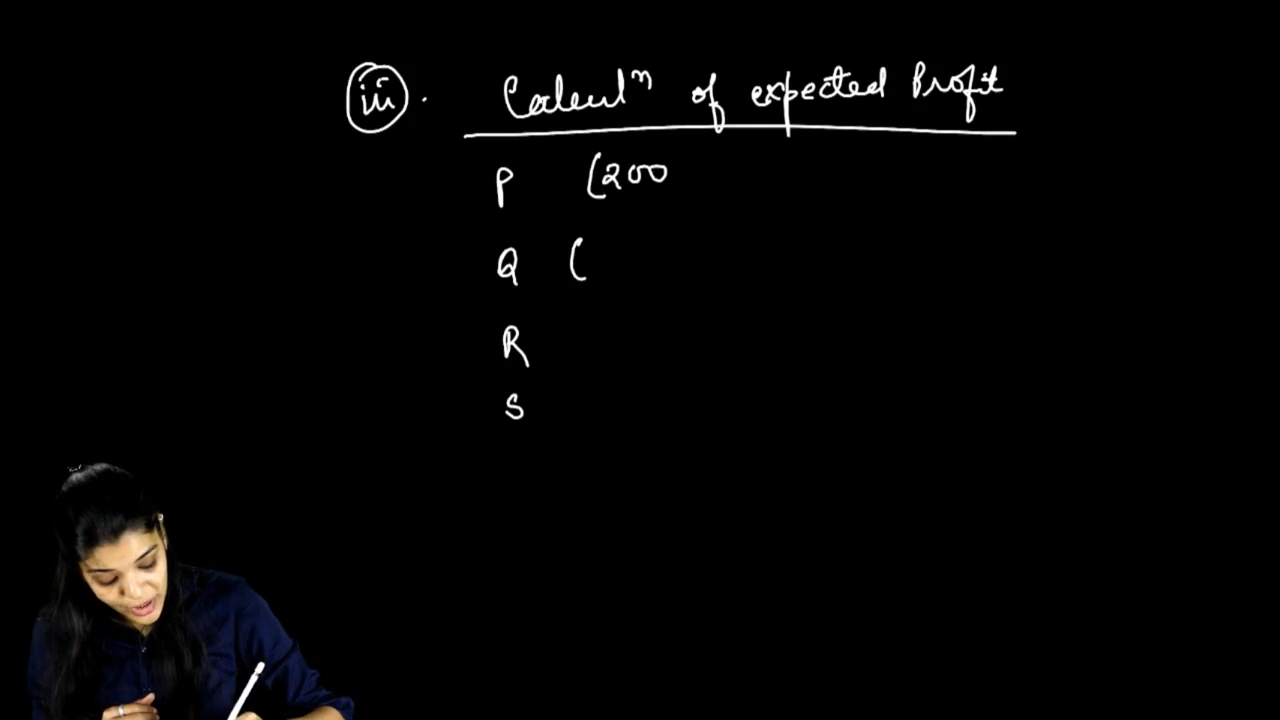 (iii). Calculⁿ of expected Profit
P (200
Q (
R
S